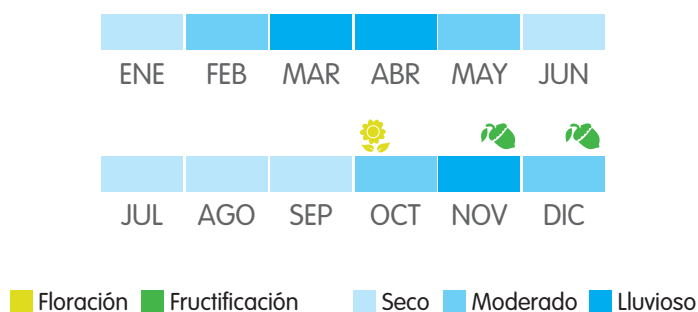 ENE FEB MAR ABR MAY JUN
JUL AGO SEP OCT NOV DIC
Floración Fructificación Seco Moderado Lluvioso